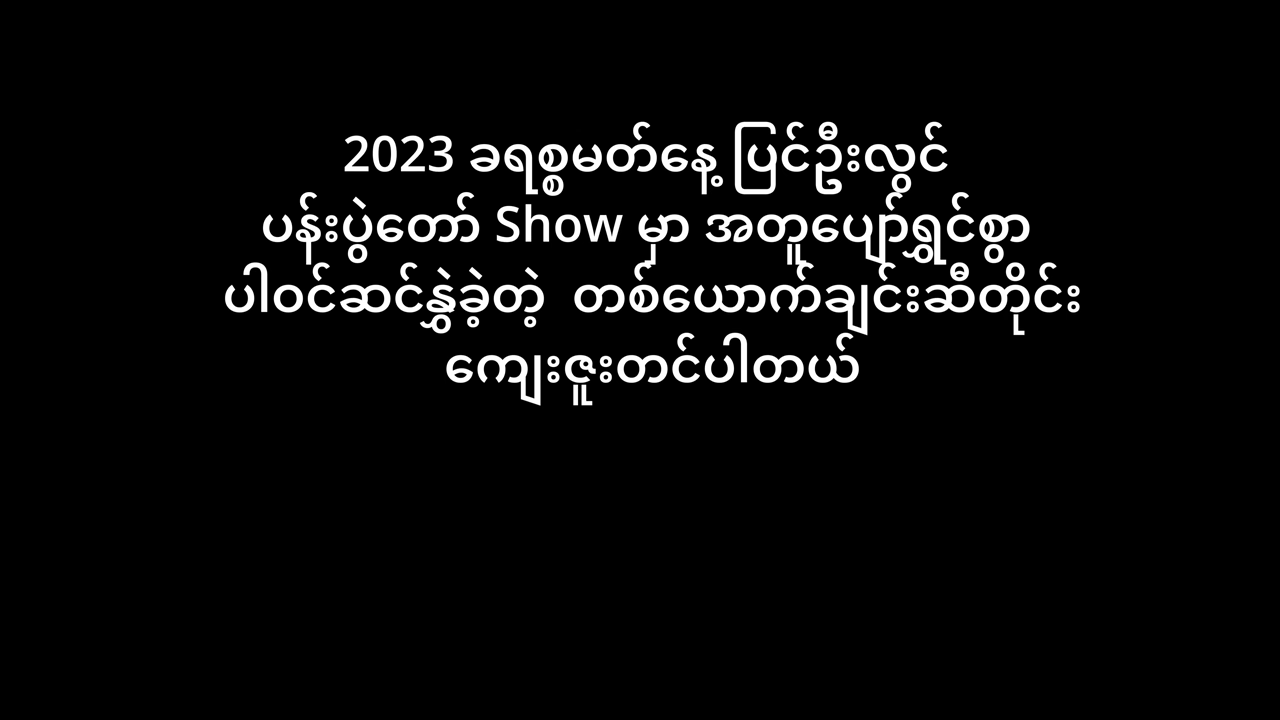 2023 ခရစ္စမတ်နေ့ ပြင်ဦးလွင်
ပန်းပွဲတော် Show မှာ အတူပျော်ရွှင်စွာ
ပါဝင်ဆင်နွှဲခဲ့တဲ့ တစ်ယောက်ချင်းဆီတိုင်း
ကျေးဇူးတင်ပါတယ်